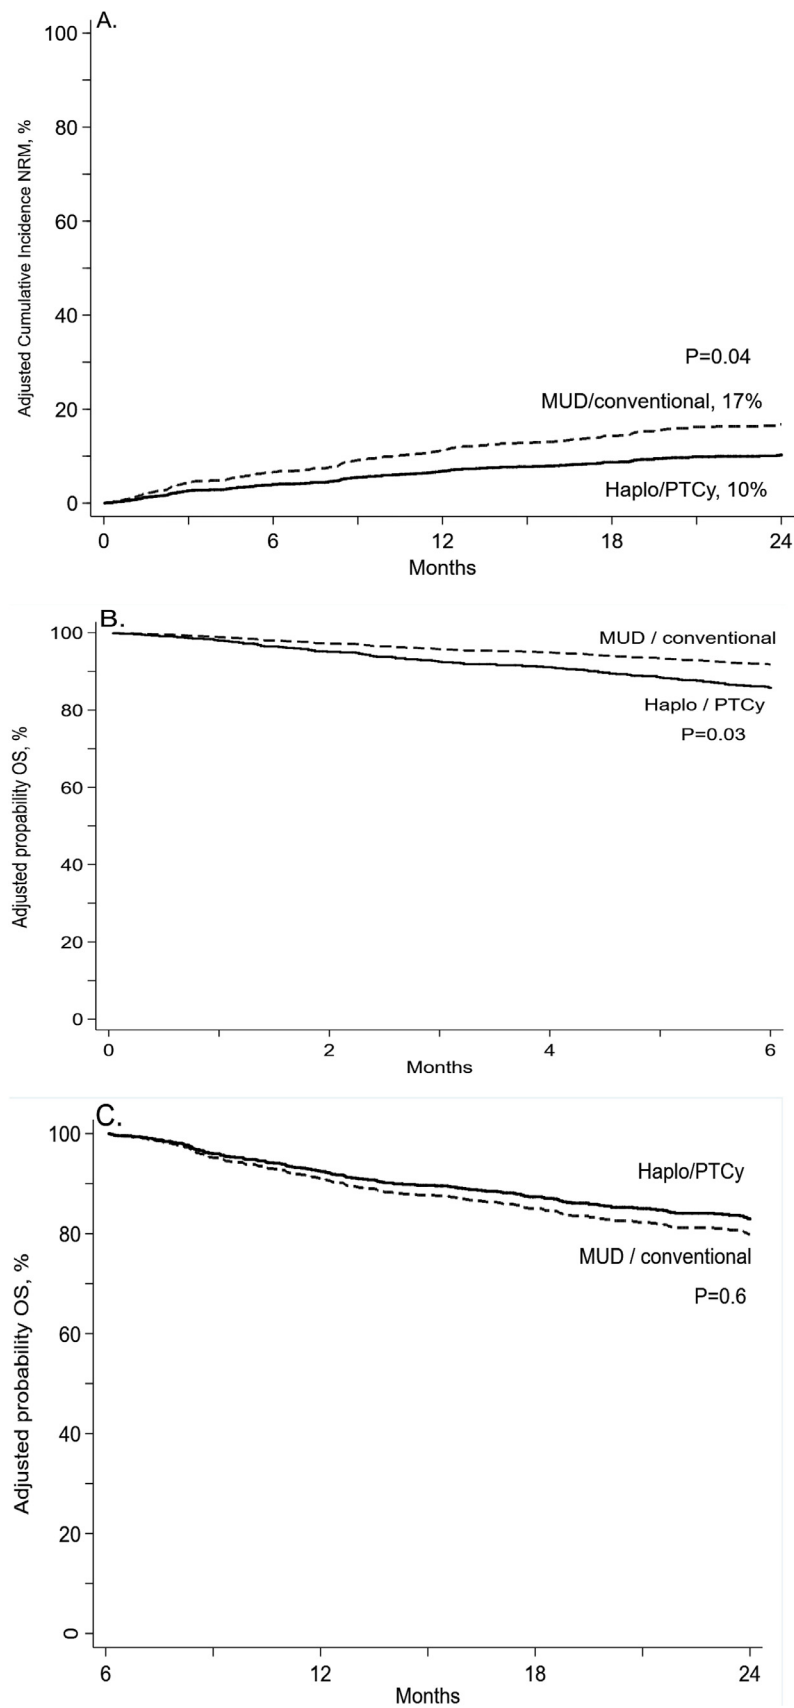 A.
Adjusted Cumulative Incidence NRM, %
100
80
60
40
20
0
P=0.04
MUD/conventional, 17%
Haplo/PTCy, 10%
0 6 12 18 24
Months
B.
Adjusted propability OS, %
100
80
60
40
20
0
MUD / conventional
Haplo / PTCy
P=0.03
0 2 4 6
Months
C.
Adjusted probability OS, %
100
80
60
40
20
0
Haplo/PTCy
MUD / conventional
P=0.6
6 12 18 24
Months